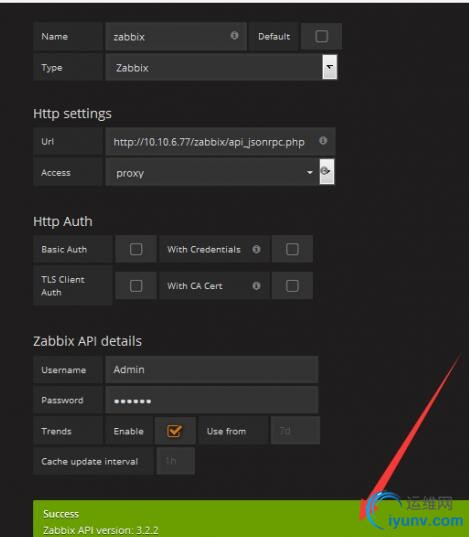 Name zabbix Default
Type Zabbix
Http settings
Url http://10.10.6.77/zabbix/api_jsonrpc.php
Access proxy
Http Auth
Basic Auth With Credentials
TLS Client Auth With CA Cert
Zabbix API details
Username Admin
Password ••••••
Trends Enable Use from 7d
Cache update interval 1h
Success
Zabbix API version: 3.2.2
运维网
iyunv.com